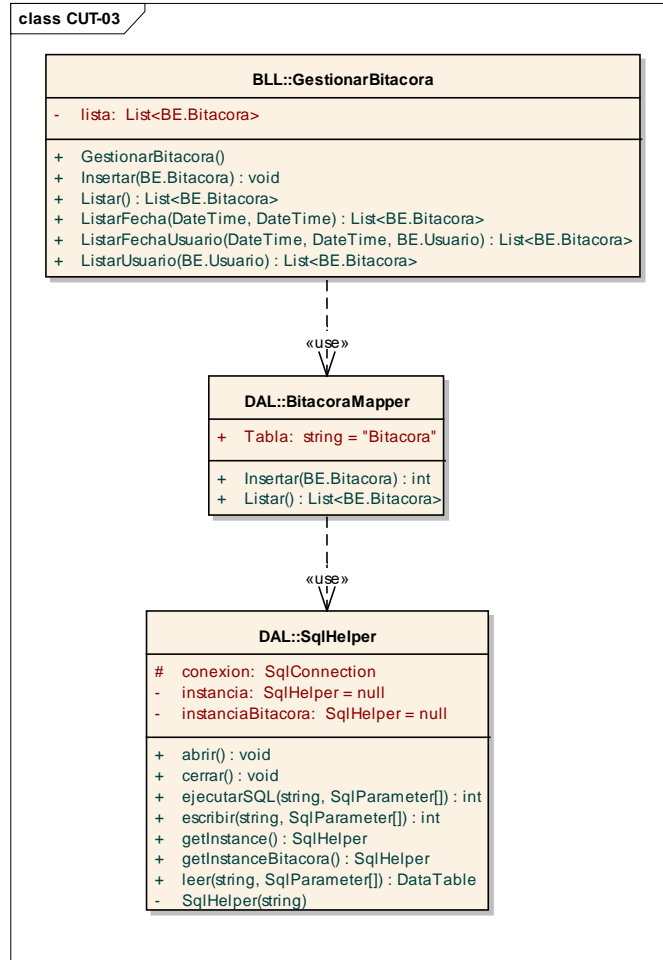 class CUT-03
BLL::GestionarBitacora
- lista: List<BE.Bitacora>
+ GestionarBitacora()
+ Insertar(BE.Bitacora) : void
+ Listar() : List<BE.Bitacora>
+ ListarFecha(DateTime, DateTime) : List<BE.Bitacora>
+ ListarFechaUsuario(DateTime, DateTime, BE.Usuario) : List<BE.Bitacora>
+ ListarUsuario(BE.Usuario) : List<BE.Bitacora>
«use»
DAL::BitacoraMapper
+ Tabla: string = "Bitacora"
+ Insertar(BE.Bitacora) : int
+ Listar() : List<BE.Bitacora>
«use»
DAL::SqlHelper
# conexion: SqlConnection
- instancia: SqlHelper = null
- instanciaBitacora: SqlHelper = null
+ abrir() : void
+ cerrar() : void
+ ejecutarSQL(string, SqlParameter[]) : int
+ escribir(string, SqlParameter[]) : int
+ getInstance() : SqlHelper
+ getInstanceBitacora() : SqlHelper
+ leer(string, SqlParameter[]) : DataTable
- SqlHelper(string)